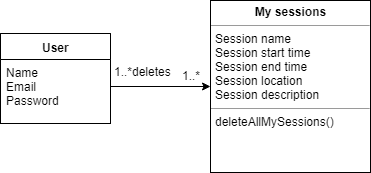 User
Name
Email
Password
1..*deletes
1..*
My sessions
Session name
Session start time
Session end time
Session location
Session description
deleteAllMySessions()